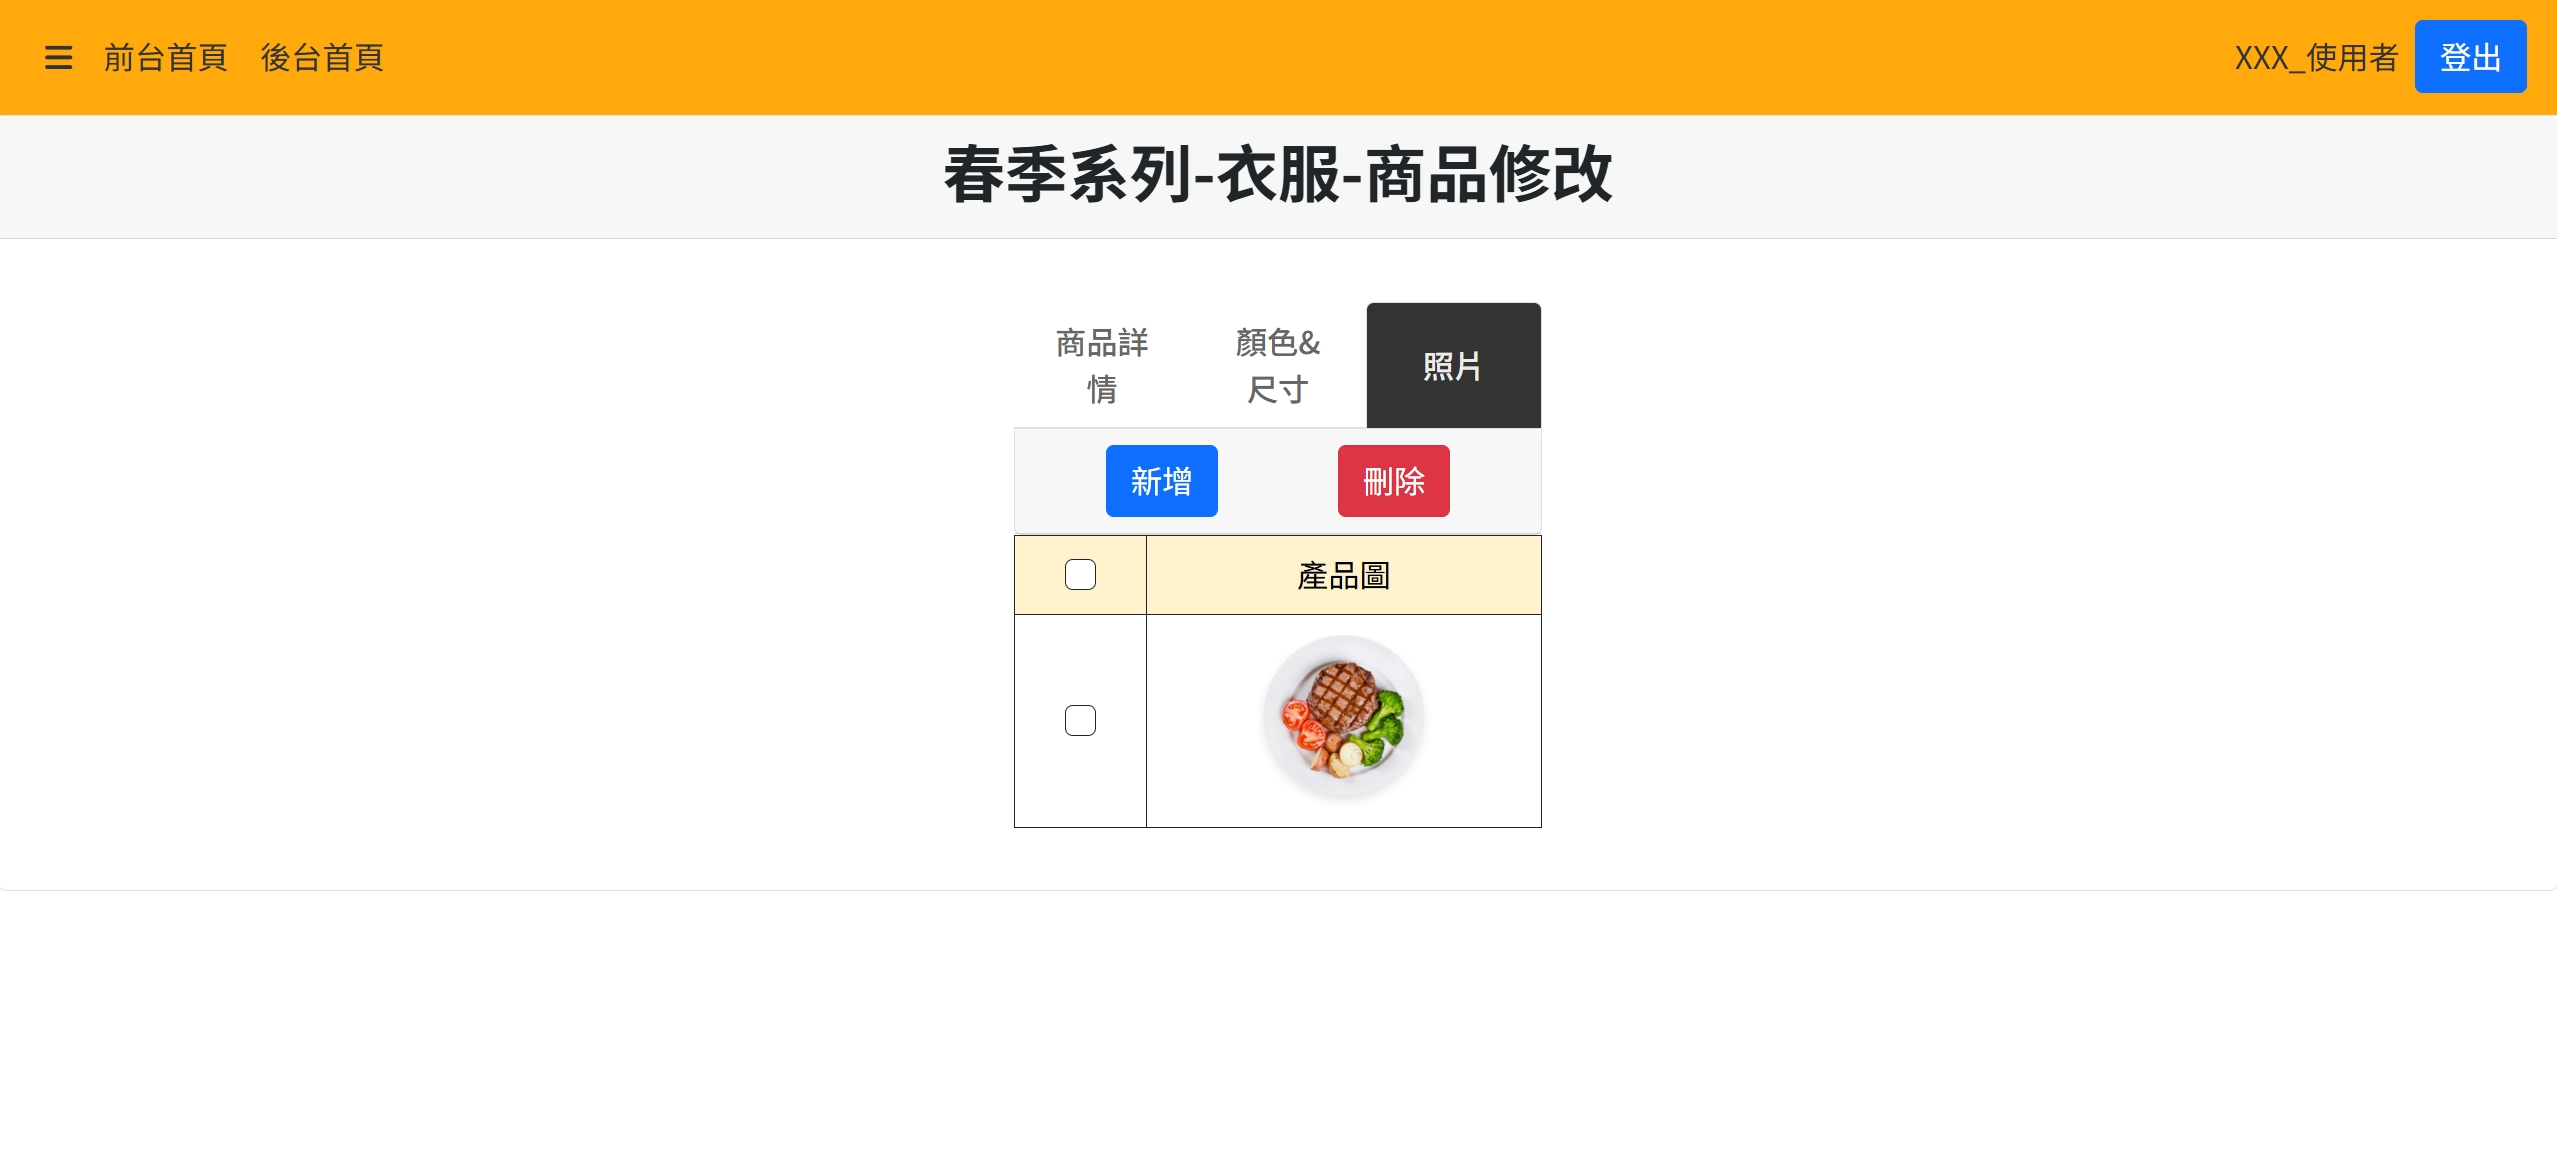 前台首頁 後台首頁 XXX_使用者 登出
春季系列-衣服-商品修改
商品詳
情
顏色&
尺寸
照片
新增 刪除
產品圖